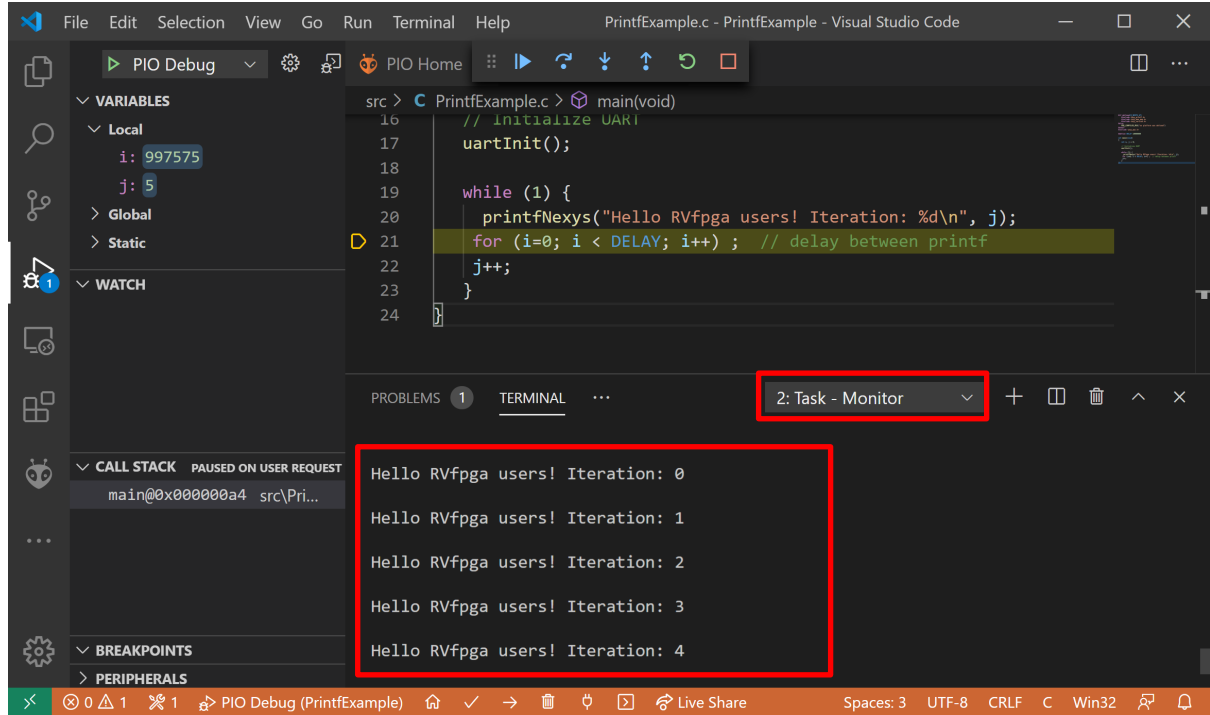 File Edit Selection View Go Run Terminal Help PrintfExample.c - PrintfExample - Visual Studio Code
PIO Debug
PIO Home
VARIABLES
Local
i: 997575
j: 5
Global
Static
WATCH
CALL STACK PAUSED ON USER REQUEST
main@0x000000a4 src\Pri...
BREAKPOINTS
PERIPHERALS
1
src > C PrintfExample.c > main(void)
16 // Initialize UART
17 uartInit();
18
19 while (1) {
20 printfNexys("Hello RVfpga users! Iteration: %d\n", j);
21 for (i=0; i < DELAY; i++) ; // delay between printf
22 j++;
23 }
24 }
PROBLEMS 1 TERMINAL ... 2: Task - Monitor
Hello RVfpga users! Iteration: 0
Hello RVfpga users! Iteration: 1
Hello RVfpga users! Iteration: 2
Hello RVfpga users! Iteration: 3
Hello RVfpga users! Iteration: 4
0 1 1 PIO Debug (PrintfExample) Live Share Spaces: 3 UTF-8 CRLF C Win32